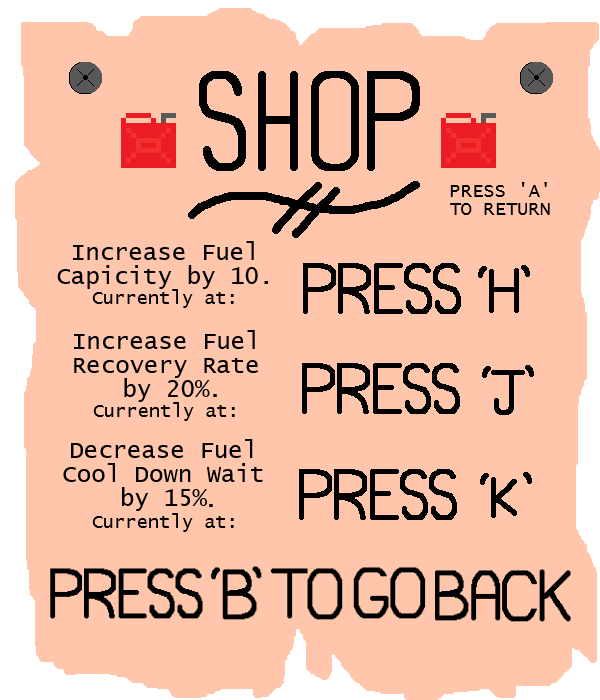 SHOP
PRESS 'A'
TO RETURN
Increase Fuel
Capicity by 10.
Currently at:
PRESS 'H'
Increase Fuel
Recovery Rate
by 20%.
Currently at:
PRESS 'J'
Decrease Fuel
Cool Down Wait
by 15%.
Currently at:
PRESS 'K'
PRESS 'B' TO GO BACK